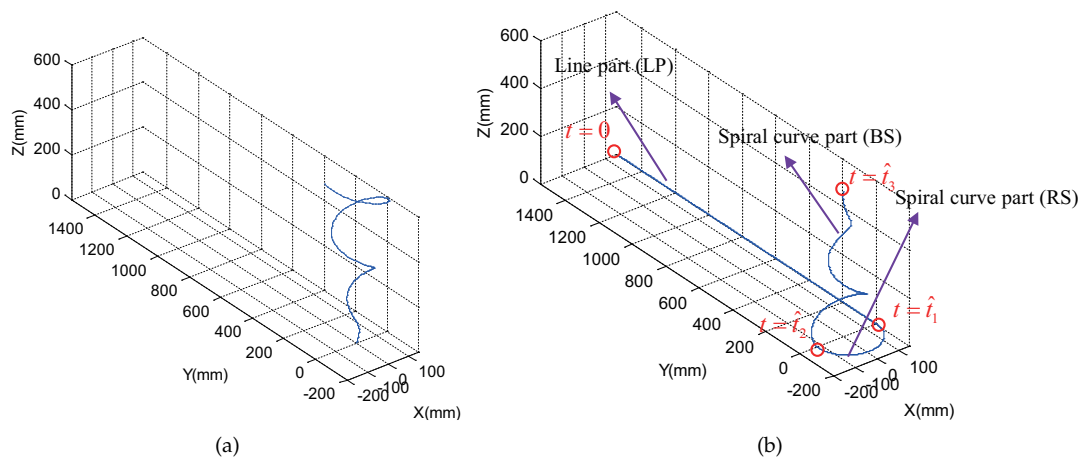 600
400
200
0
Z(mm)
1400
1200
1000
800
600
400
200
0
-200
Y(mm)
-200
-100
0
100
X(mm)
(a)
600
400
200
0
Z(mm)
Line part (LP)
t = 0
Spiral curve part (BS)
t = t̂₃
Spiral curve part (RS)
t = t̂₁
t = t̂₂
1400
1200
1000
800
600
400
200
0
-200
Y(mm)
-200
-100
0
100
X(mm)
(b)